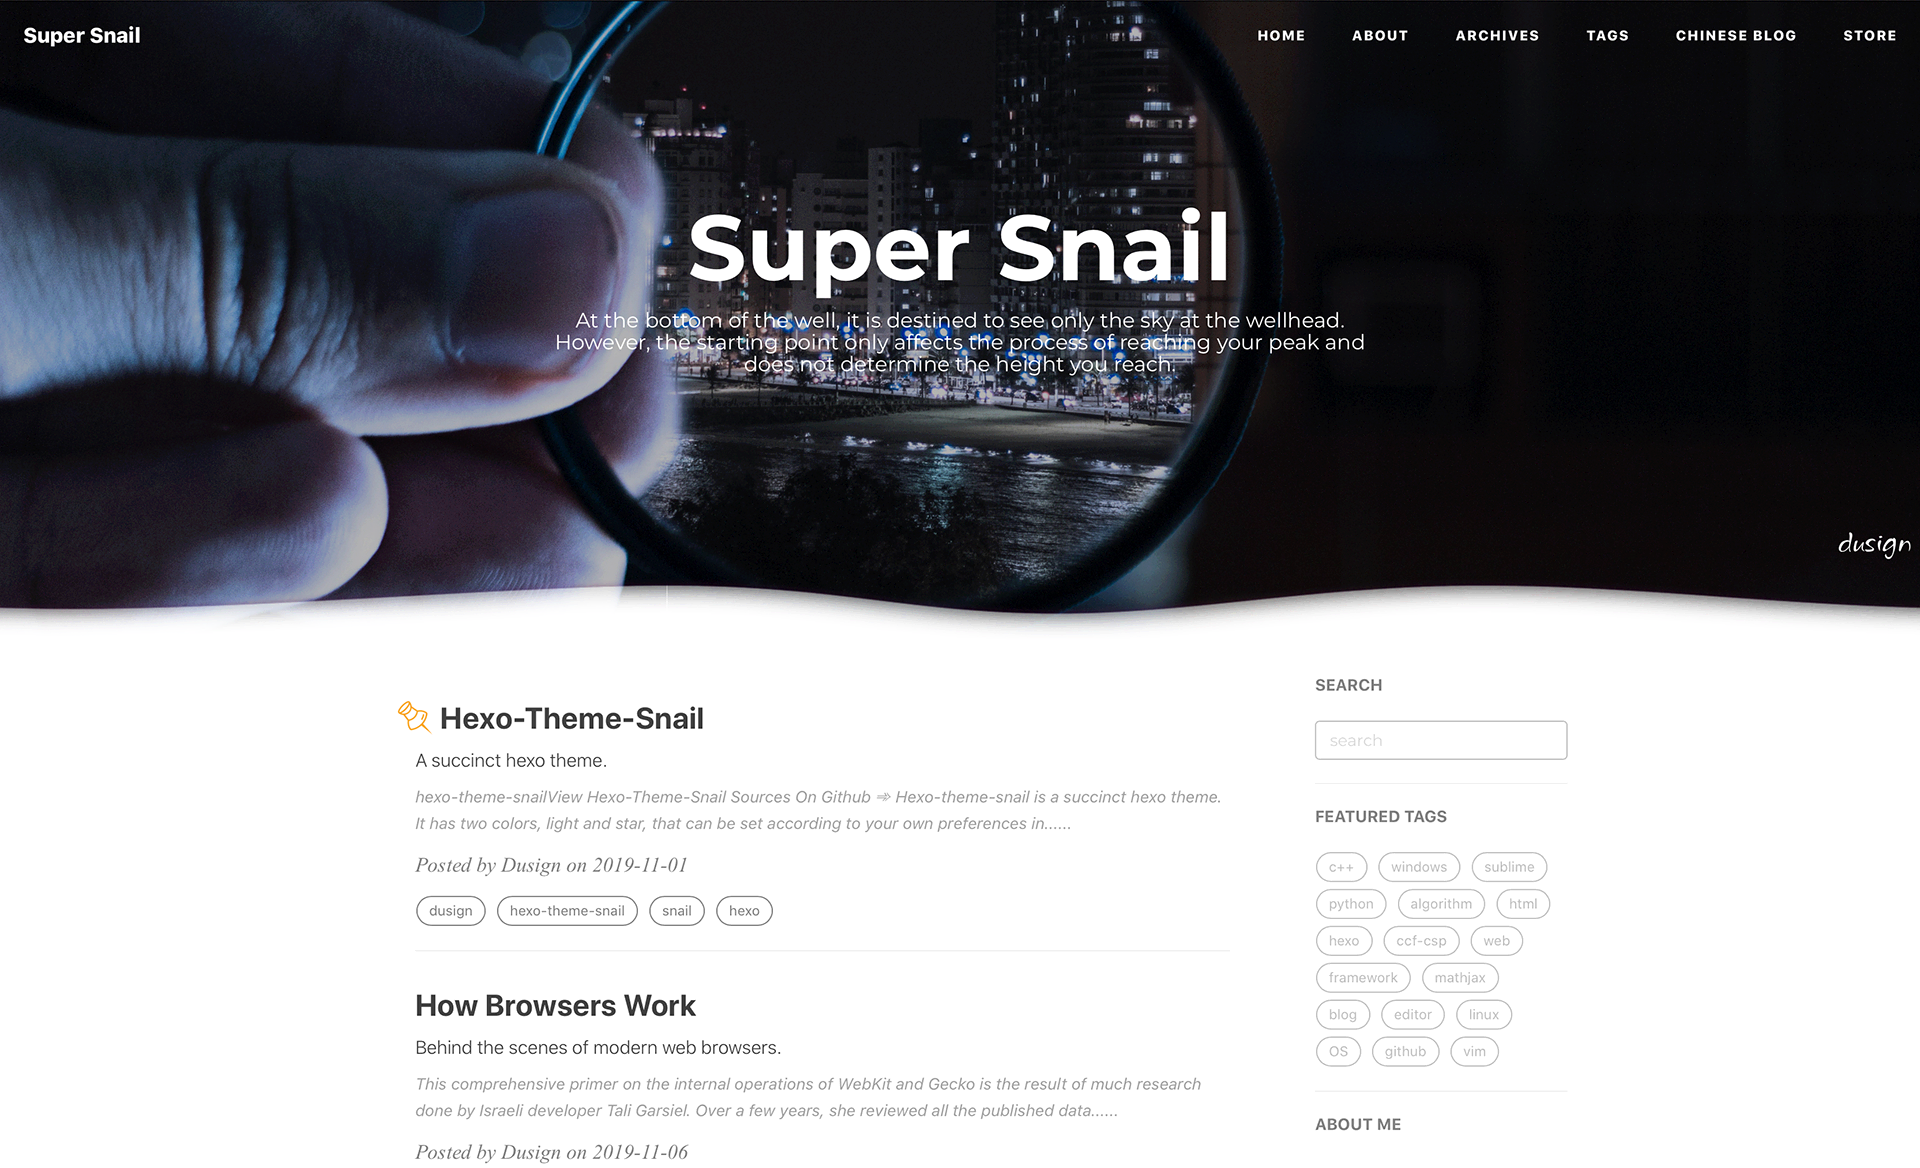 Super Snail
HOME ABOUT ARCHIVES TAGS CHINESE BLOG STORE
Super Snail
At the bottom of the well, it is destined to see only the sky at the wellhead.
However, the starting point only affects the process of reaching your peak and
does not determine the height you reach.
dusign
Hexo-Theme-Snail
A succinct hexo theme.
hexo-theme-snailView Hexo-Theme-Snail Sources On Github ➾ Hexo-theme-snail is a succinct hexo theme.
It has two colors, light and star, that can be set according to your own preferences in......
Posted by Dusign on 2019-11-01
dusign hexo-theme-snail snail hexo
How Browsers Work
Behind the scenes of modern web browsers.
This comprehensive primer on the internal operations of WebKit and Gecko is the result of much research
done by Israeli developer Tali Garsiel. Over a few years, she reviewed all the published data......
Posted by Dusign on 2019-11-06
SEARCH
search
FEATURED TAGS
c++ windows sublime
python algorithm html
hexo ccf-csp web
framework mathjax
blog editor linux
OS github vim
ABOUT ME